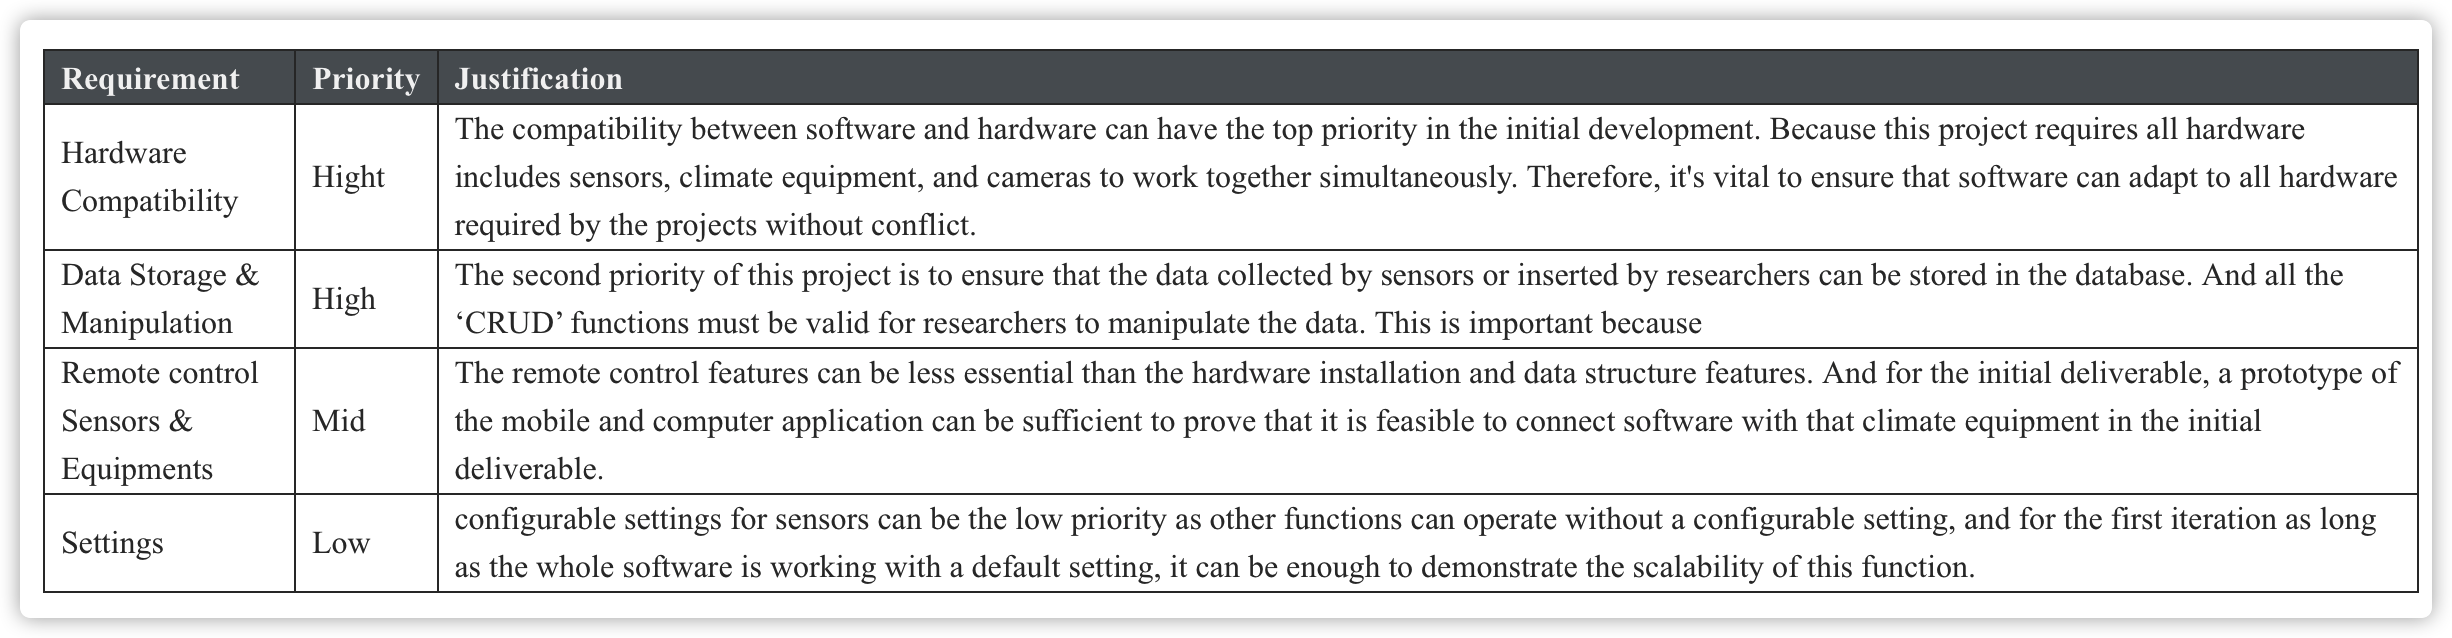 Requirement Priority Justification
Hardware
Compatibility
Hight
The compatibility between software and hardware can have the top priority in the initial development. Because this project requires all hardware
includes sensors, climate equipment, and cameras to work together simultaneously. Therefore, it's vital to ensure that software can adapt to all hardware
required by the projects without conflict.
Data Storage &
Manipulation
High
The second priority of this project is to ensure that the data collected by sensors or inserted by researchers can be stored in the database. And all the
‘CRUD’ functions must be valid for researchers to manipulate the data. This is important because
Remote control
Sensors &
Equipments
Mid
The remote control features can be less essential than the hardware installation and data structure features. And for the initial deliverable, a prototype of
the mobile and computer application can be sufficient to prove that it is feasible to connect software with that climate equipment in the initial
deliverable.
Settings
Low
configurable settings for sensors can be the low priority as other functions can operate without a configurable setting, and for the first iteration as long
as the whole software is working with a default setting, it can be enough to demonstrate the scalability of this function.